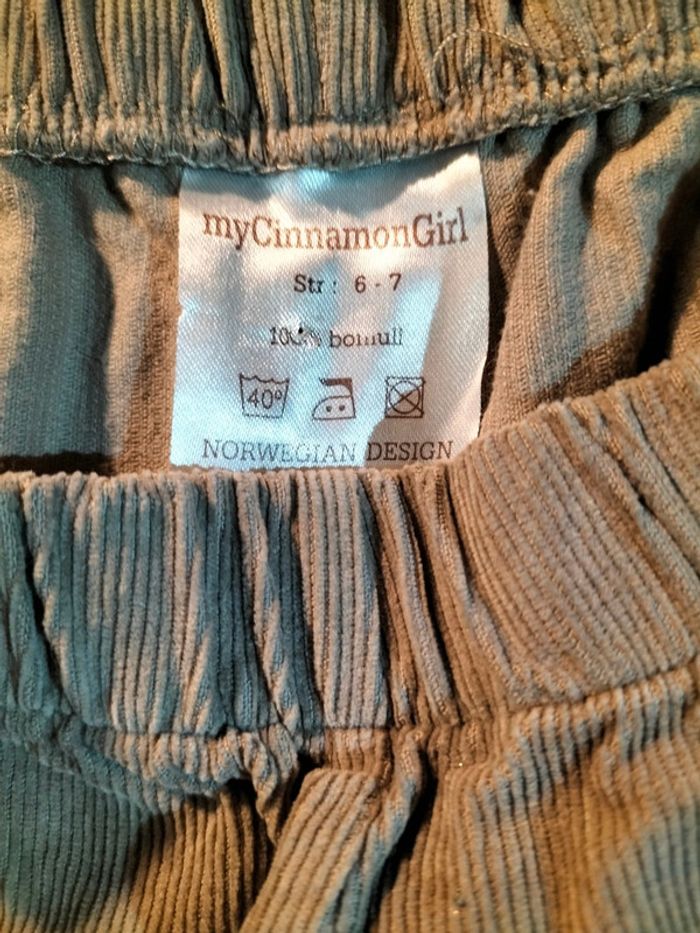 myCinnamonGirl
Str : 6 - 7
100% bomull
40°
NORWEGIAN DESIGN